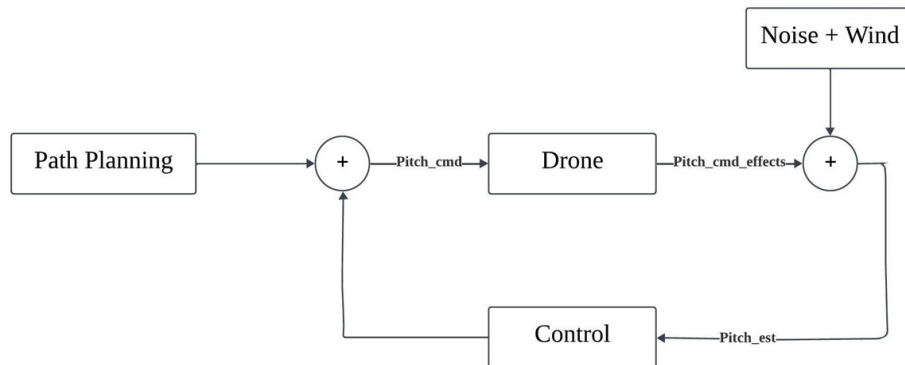 Noise + Wind
Path Planning
+
Pitch_cmd
Drone
Pitch_cmd_effects
+
Control
Pitch_est